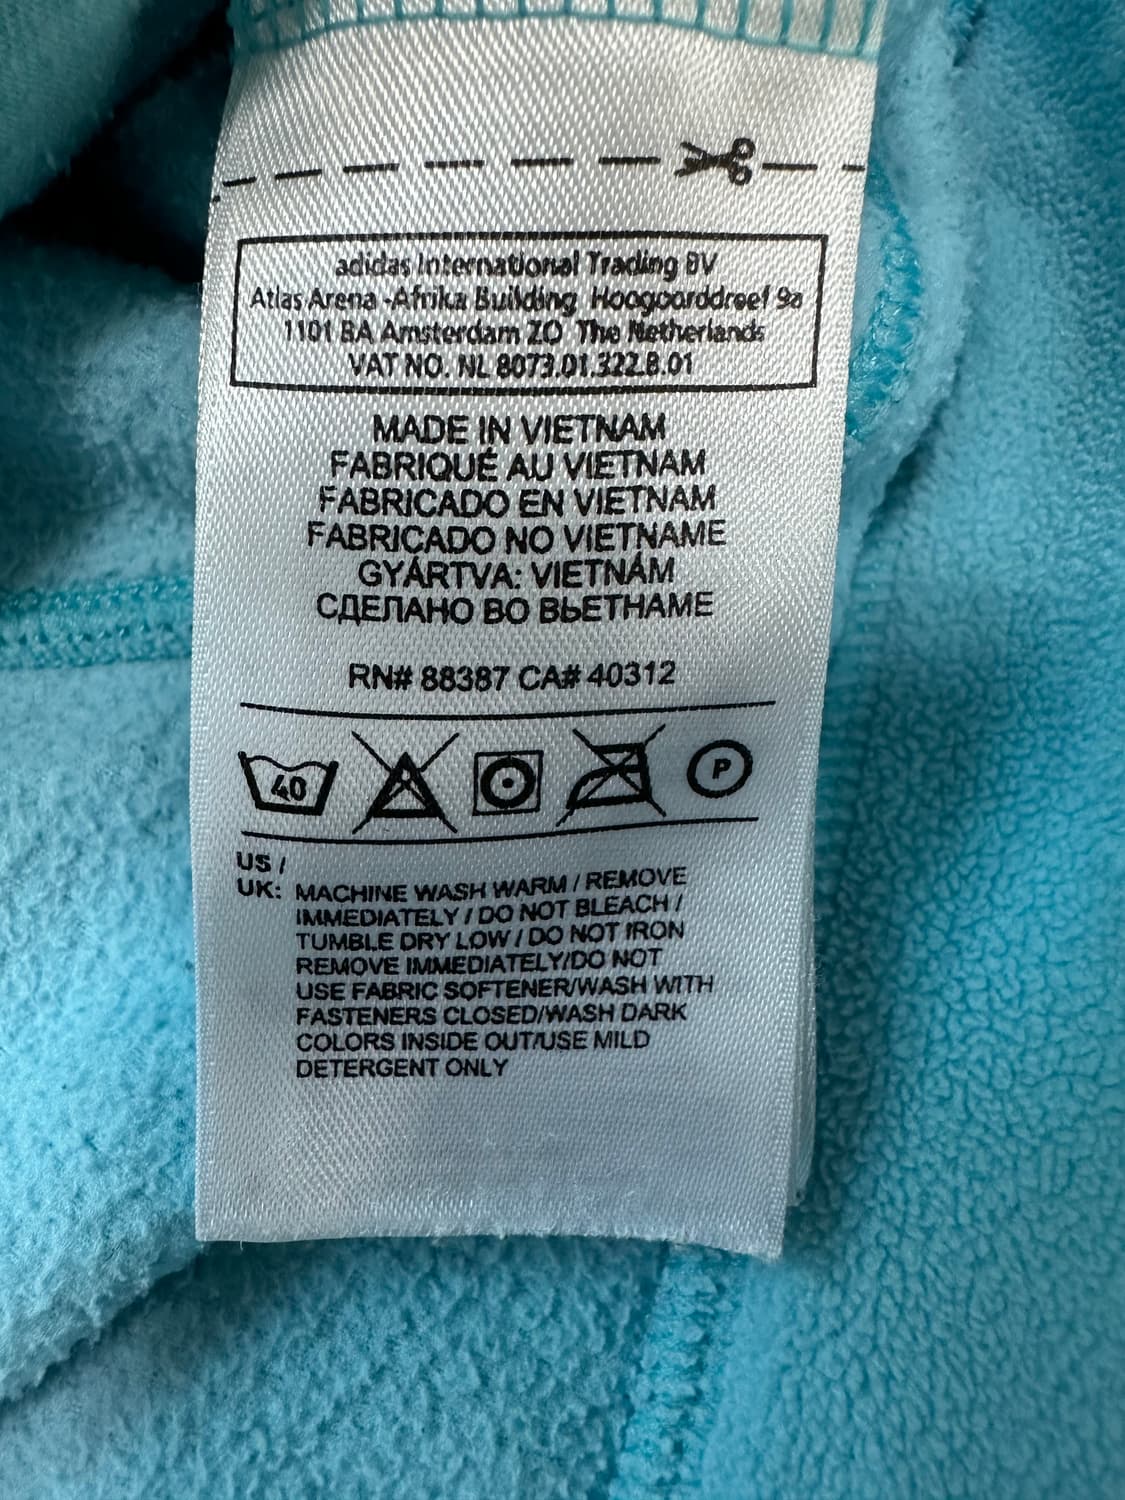 adidas International Trading BV
Atlas Arena -Afrika Building Hoogoorddreef 9a
1101 BA Amsterdam ZO The Netherlands
VAT NO. NL 8073.01.322.B.01
MADE IN VIETNAM
FABRIQUÉ AU VIETNAM
FABRICADO EN VIETNAM
FABRICADO NO VIETNAME
GYÁRTVA: VIETNÁM
СДЕЛАНО ВО ВЬЕТНАМЕ
RN# 88387 CA# 40312
40 P
US /
UK: MACHINE WASH WARM / REMOVE
IMMEDIATELY / DO NOT BLEACH /
TUMBLE DRY LOW / DO NOT IRON
REMOVE IMMEDIATELY/DO NOT
USE FABRIC SOFTENER/WASH WITH
FASTENERS CLOSED/WASH DARK
COLORS INSIDE OUT/USE MILD
DETERGENT ONLY